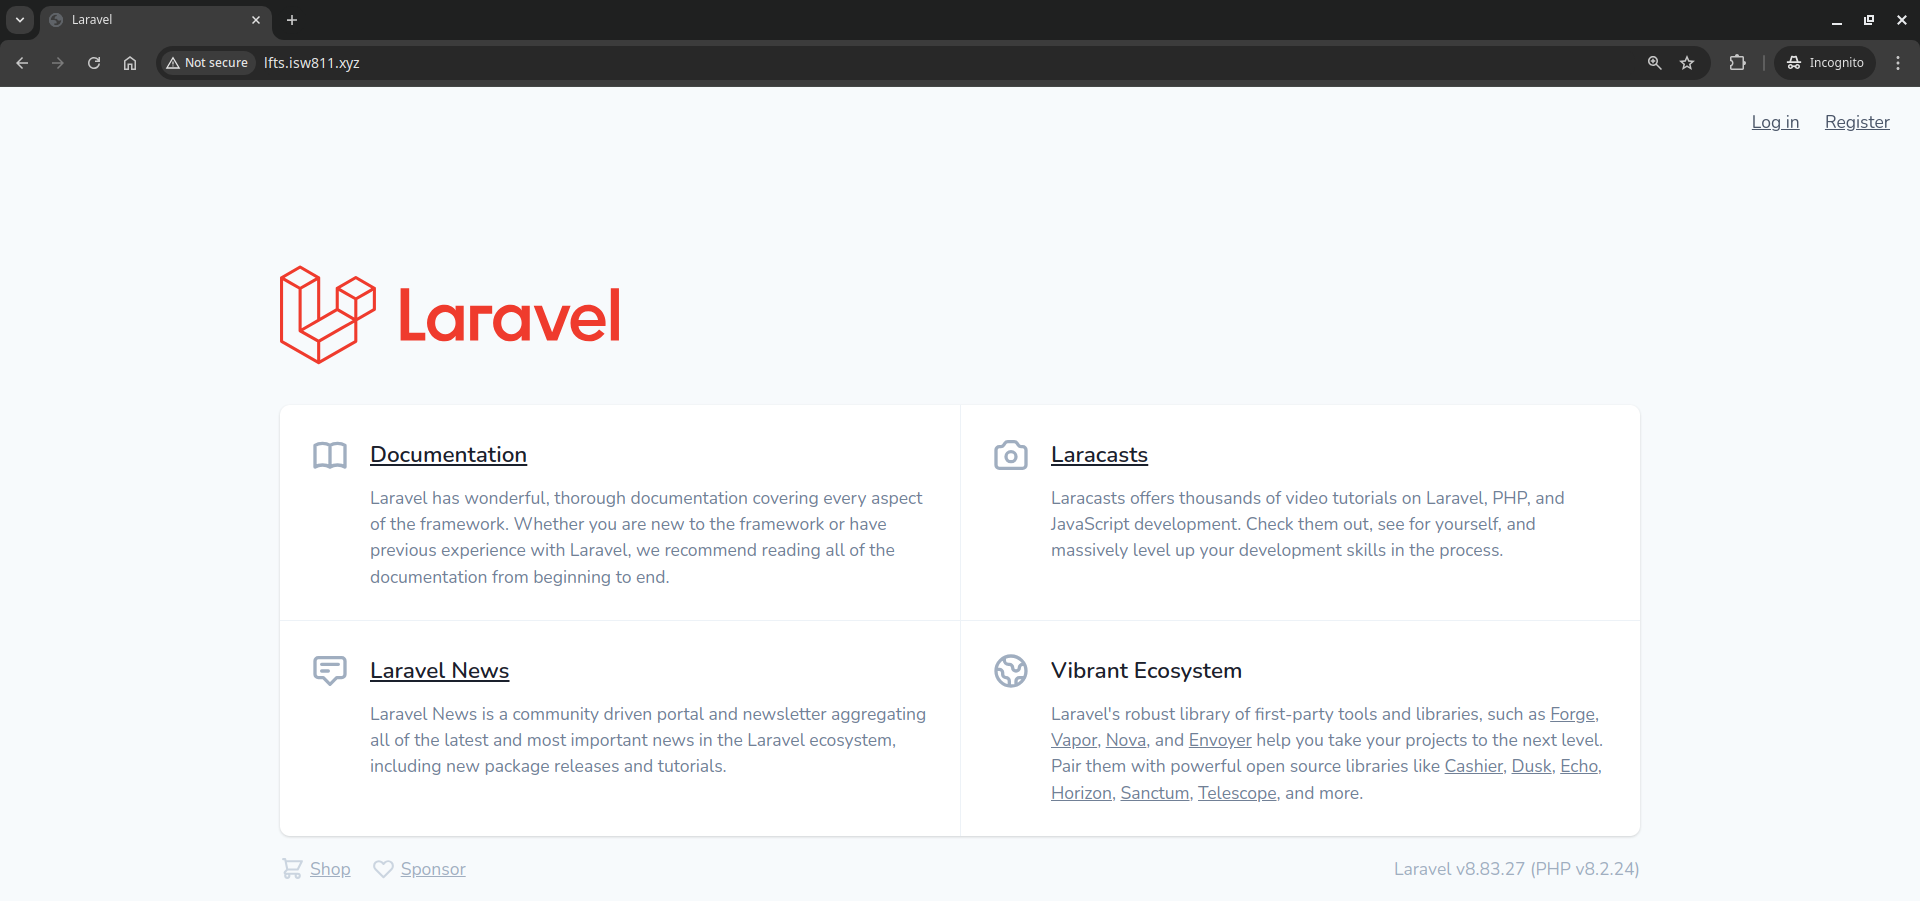 Laravel
Not secure
lfts.isw811.xyz
Incognito
Log in
Register
Laravel
Documentation
Laravel has wonderful, thorough documentation covering every aspect
of the framework. Whether you are new to the framework or have
previous experience with Laravel, we recommend reading all of the
documentation from beginning to end.
Laracasts
Laracasts offers thousands of video tutorials on Laravel, PHP, and
JavaScript development. Check them out, see for yourself, and
massively level up your development skills in the process.
Laravel News
Laravel News is a community driven portal and newsletter aggregating
all of the latest and most important news in the Laravel ecosystem,
including new package releases and tutorials.
Vibrant Ecosystem
Laravel's robust library of first-party tools and libraries, such as Forge,
Vapor, Nova, and Envoyer help you take your projects to the next level.
Pair them with powerful open source libraries like Cashier, Dusk, Echo,
Horizon, Sanctum, Telescope, and more.
Shop
Sponsor
Laravel v8.83.27 (PHP v8.2.24)